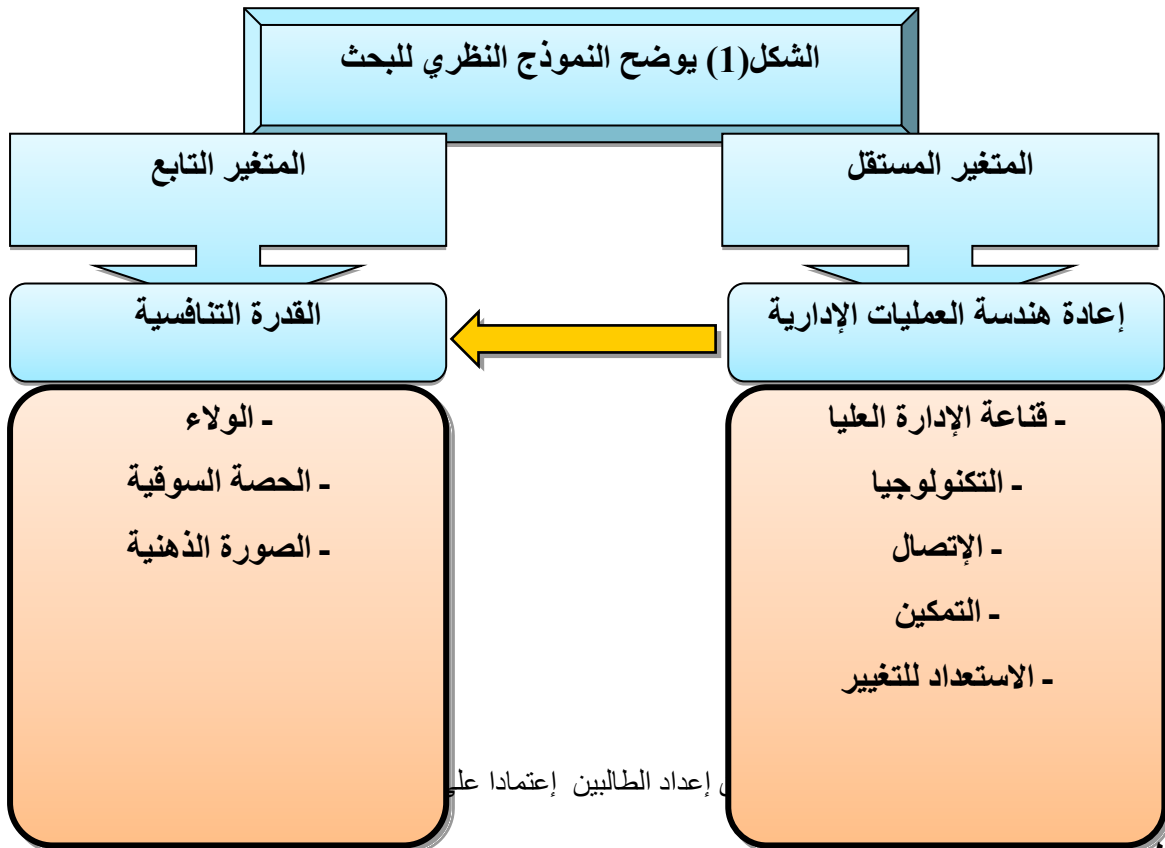 الشكل(1) يوضح النموذج النظري للبحث
المتغير المستقل
المتغير التابع
إعادة هندسة العمليات الإدارية
القدرة التنافسية
- قناعة الإدارة العليا
- التكنولوجيا
- الإتصال
- التمكين
- الاستعداد للتغيير
- الولاء
- الحصة السوقية
- الصورة الذهنية
إعداد الطالبين إعتمادا